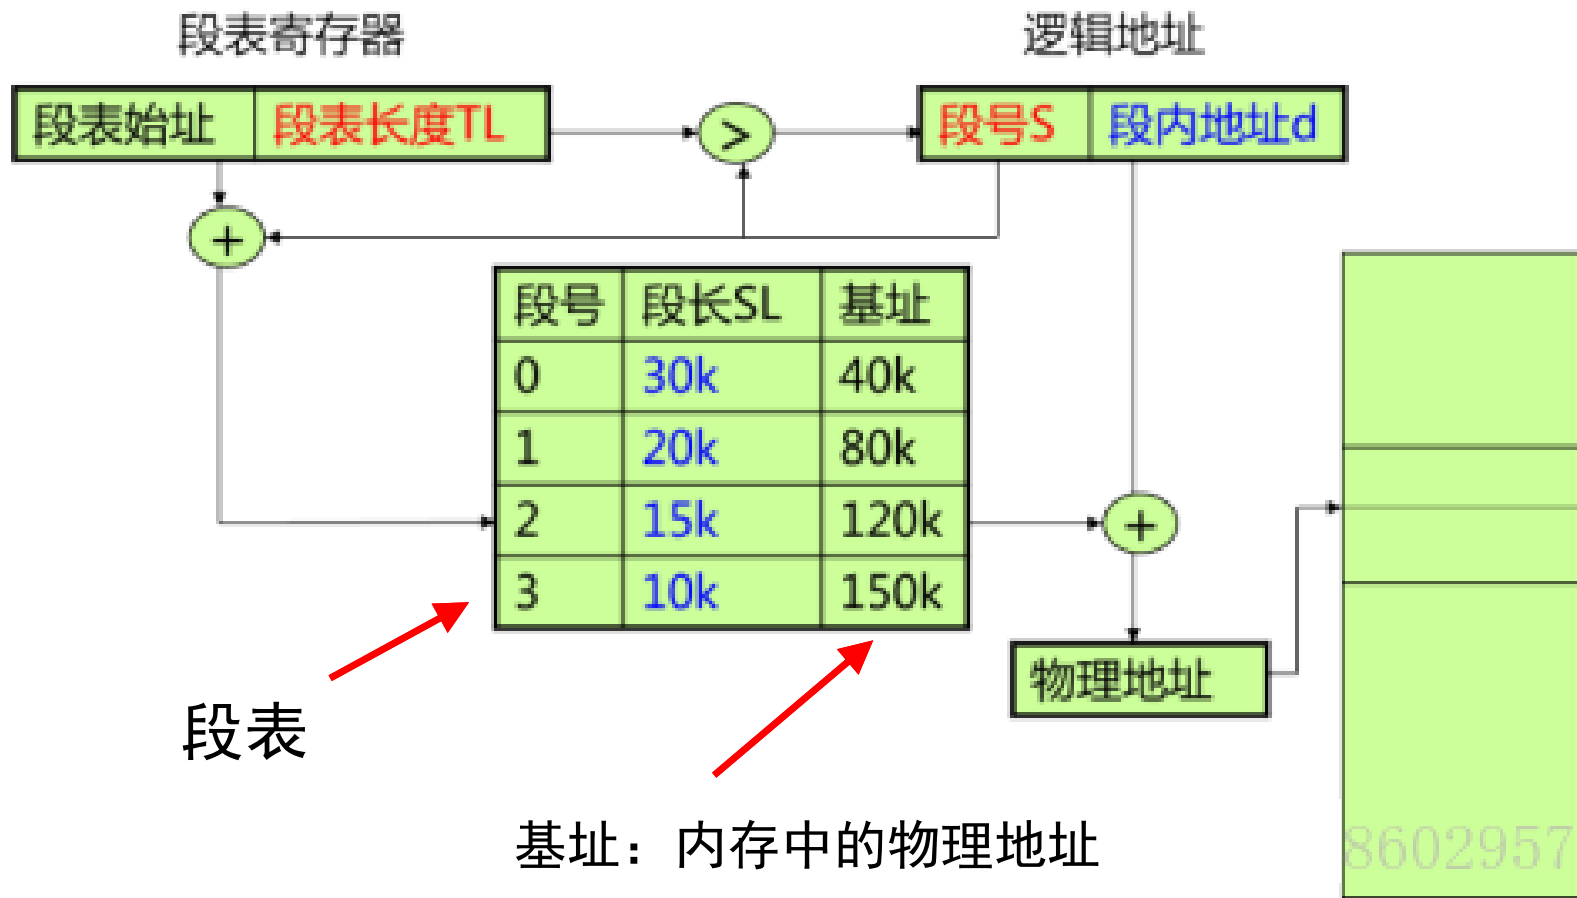 段表寄存器 逻辑地址
段表始址 段表长度TL > 段号S 段内地址d
+
段号 段长SL 基址
0 30k 40k
1 20k 80k
2 15k 120k
+
3 10k 150k
物理地址
段表
基址：内存中的物理地址
8602957